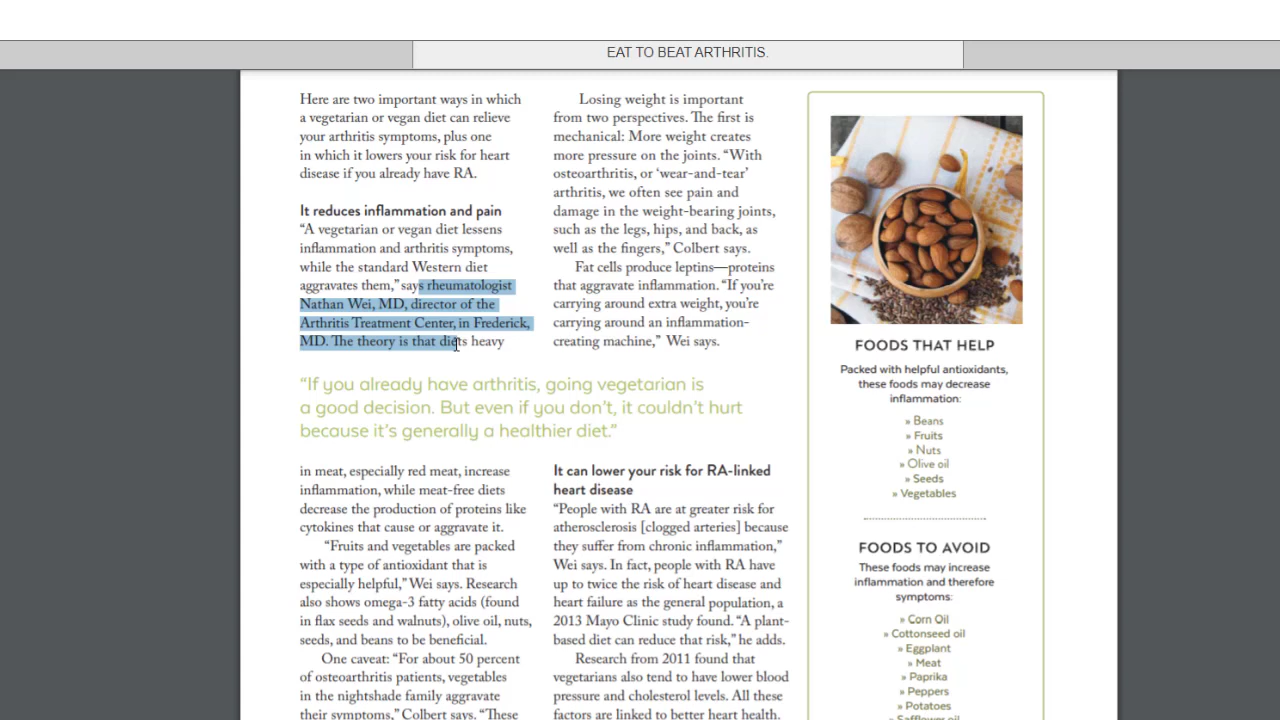 EAT TO BEAT ARTHRITIS.
Here are two important ways in which
a vegetarian or vegan diet can relieve
your arthritis symptoms, plus one
in which it lowers your risk for heart
disease if you already have RA.
It reduces inflammation and pain
“A vegetarian or vegan diet lessens
inflammation and arthritis symptoms,
while the standard Western diet
aggravates them,” says rheumatologist
Nathan Wei, MD, director of the
Arthritis Treatment Center, in Frederick,
MD. The theory is that diets heavy
Losing weight is important
from two perspectives. The first is
mechanical: More weight creates
more pressure on the joints. “With
osteoarthritis, or ‘wear-and-tear’
arthritis, we often see pain and
damage in the weight-bearing joints,
such as the legs, hips, and back, as
well as the fingers,” Colbert says.
Fat cells produce leptins—proteins
that aggravate inflammation. “If you’re
carrying around extra weight, you’re
carrying around an inflammation-
creating machine,” Wei says.
“If you already have arthritis, going vegetarian is
a good decision. But even if you don’t, it couldn’t hurt
because it’s generally a healthier diet.”
in meat, especially red meat, increase
inflammation, while meat-free diets
decrease the production of proteins like
cytokines that cause or aggravate it.
“Fruits and vegetables are packed
with a type of antioxidant that is
especially helpful,” Wei says. Research
also shows omega-3 fatty acids (found
in flax seeds and walnuts), olive oil, nuts,
seeds, and beans to be beneficial.
One caveat: “For about 50 percent
of osteoarthritis patients, vegetables
in the nightshade family aggravate
their symptoms,” Colbert says. “These
It can lower your risk for RA-linked
heart disease
“People with RA are at greater risk for
atherosclerosis [clogged arteries] because
they suffer from chronic inflammation,”
Wei says. In fact, people with RA have
up to twice the risk of heart disease and
heart failure as the general population, a
2013 Mayo Clinic study found. “A plant-
based diet can reduce that risk,” he adds.
Research from 2011 found that
vegetarians also tend to have lower blood
pressure and cholesterol levels. All these
factors are linked to better heart health.
FOODS THAT HELP
Packed with helpful antioxidants,
these foods may decrease
inflammation:
» Beans
» Fruits
» Nuts
» Olive oil
» Seeds
» Vegetables
FOODS TO AVOID
These foods may increase
inflammation and therefore
symptoms:
» Corn Oil
» Cottonseed oil
» Eggplant
» Meat
» Paprika
» Peppers
» Potatoes
» Safflower oil